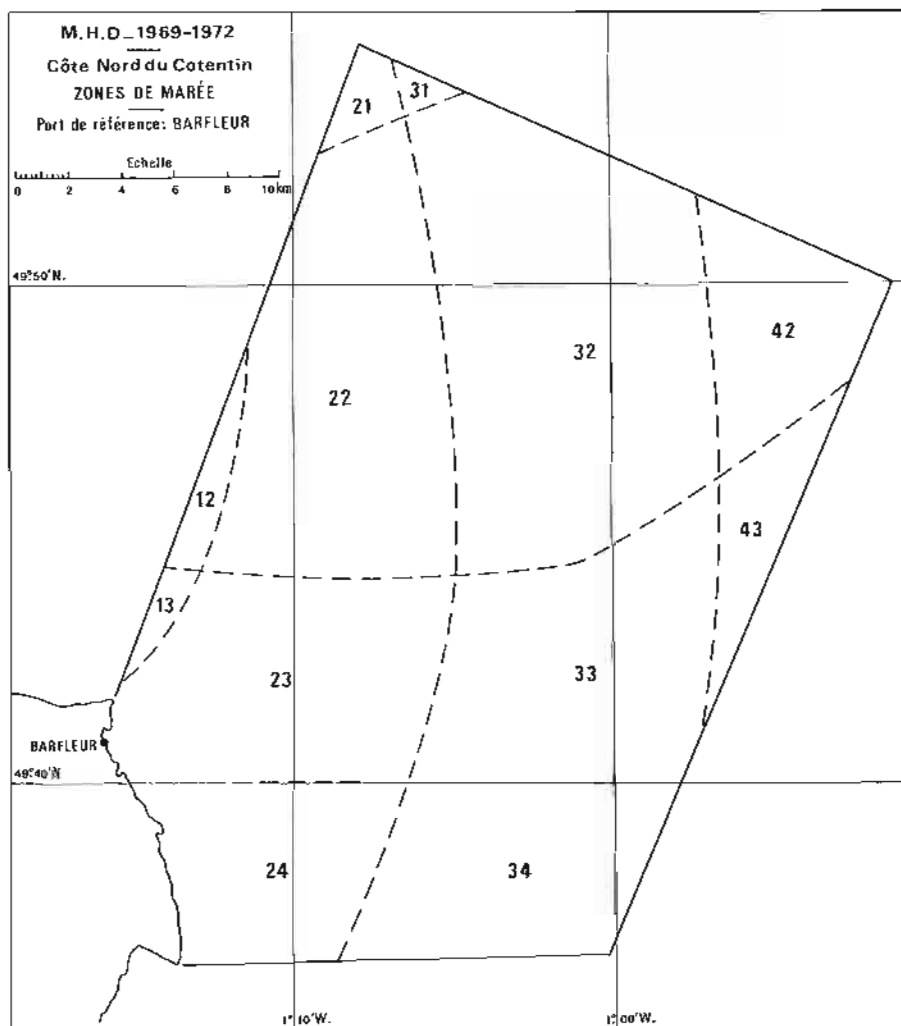 M.H.D_1969-1972
Côte Nord du Cotentin
ZONES DE MARÉE
Port de référence: BARFLEUR
Echelle
0 2 4 6 8 10 km
21
31
49°50'N.
42
32
22
12
43
13
23
33
BARFLEUR
49°40'N
24
34
1°10'W.
1°00'W.